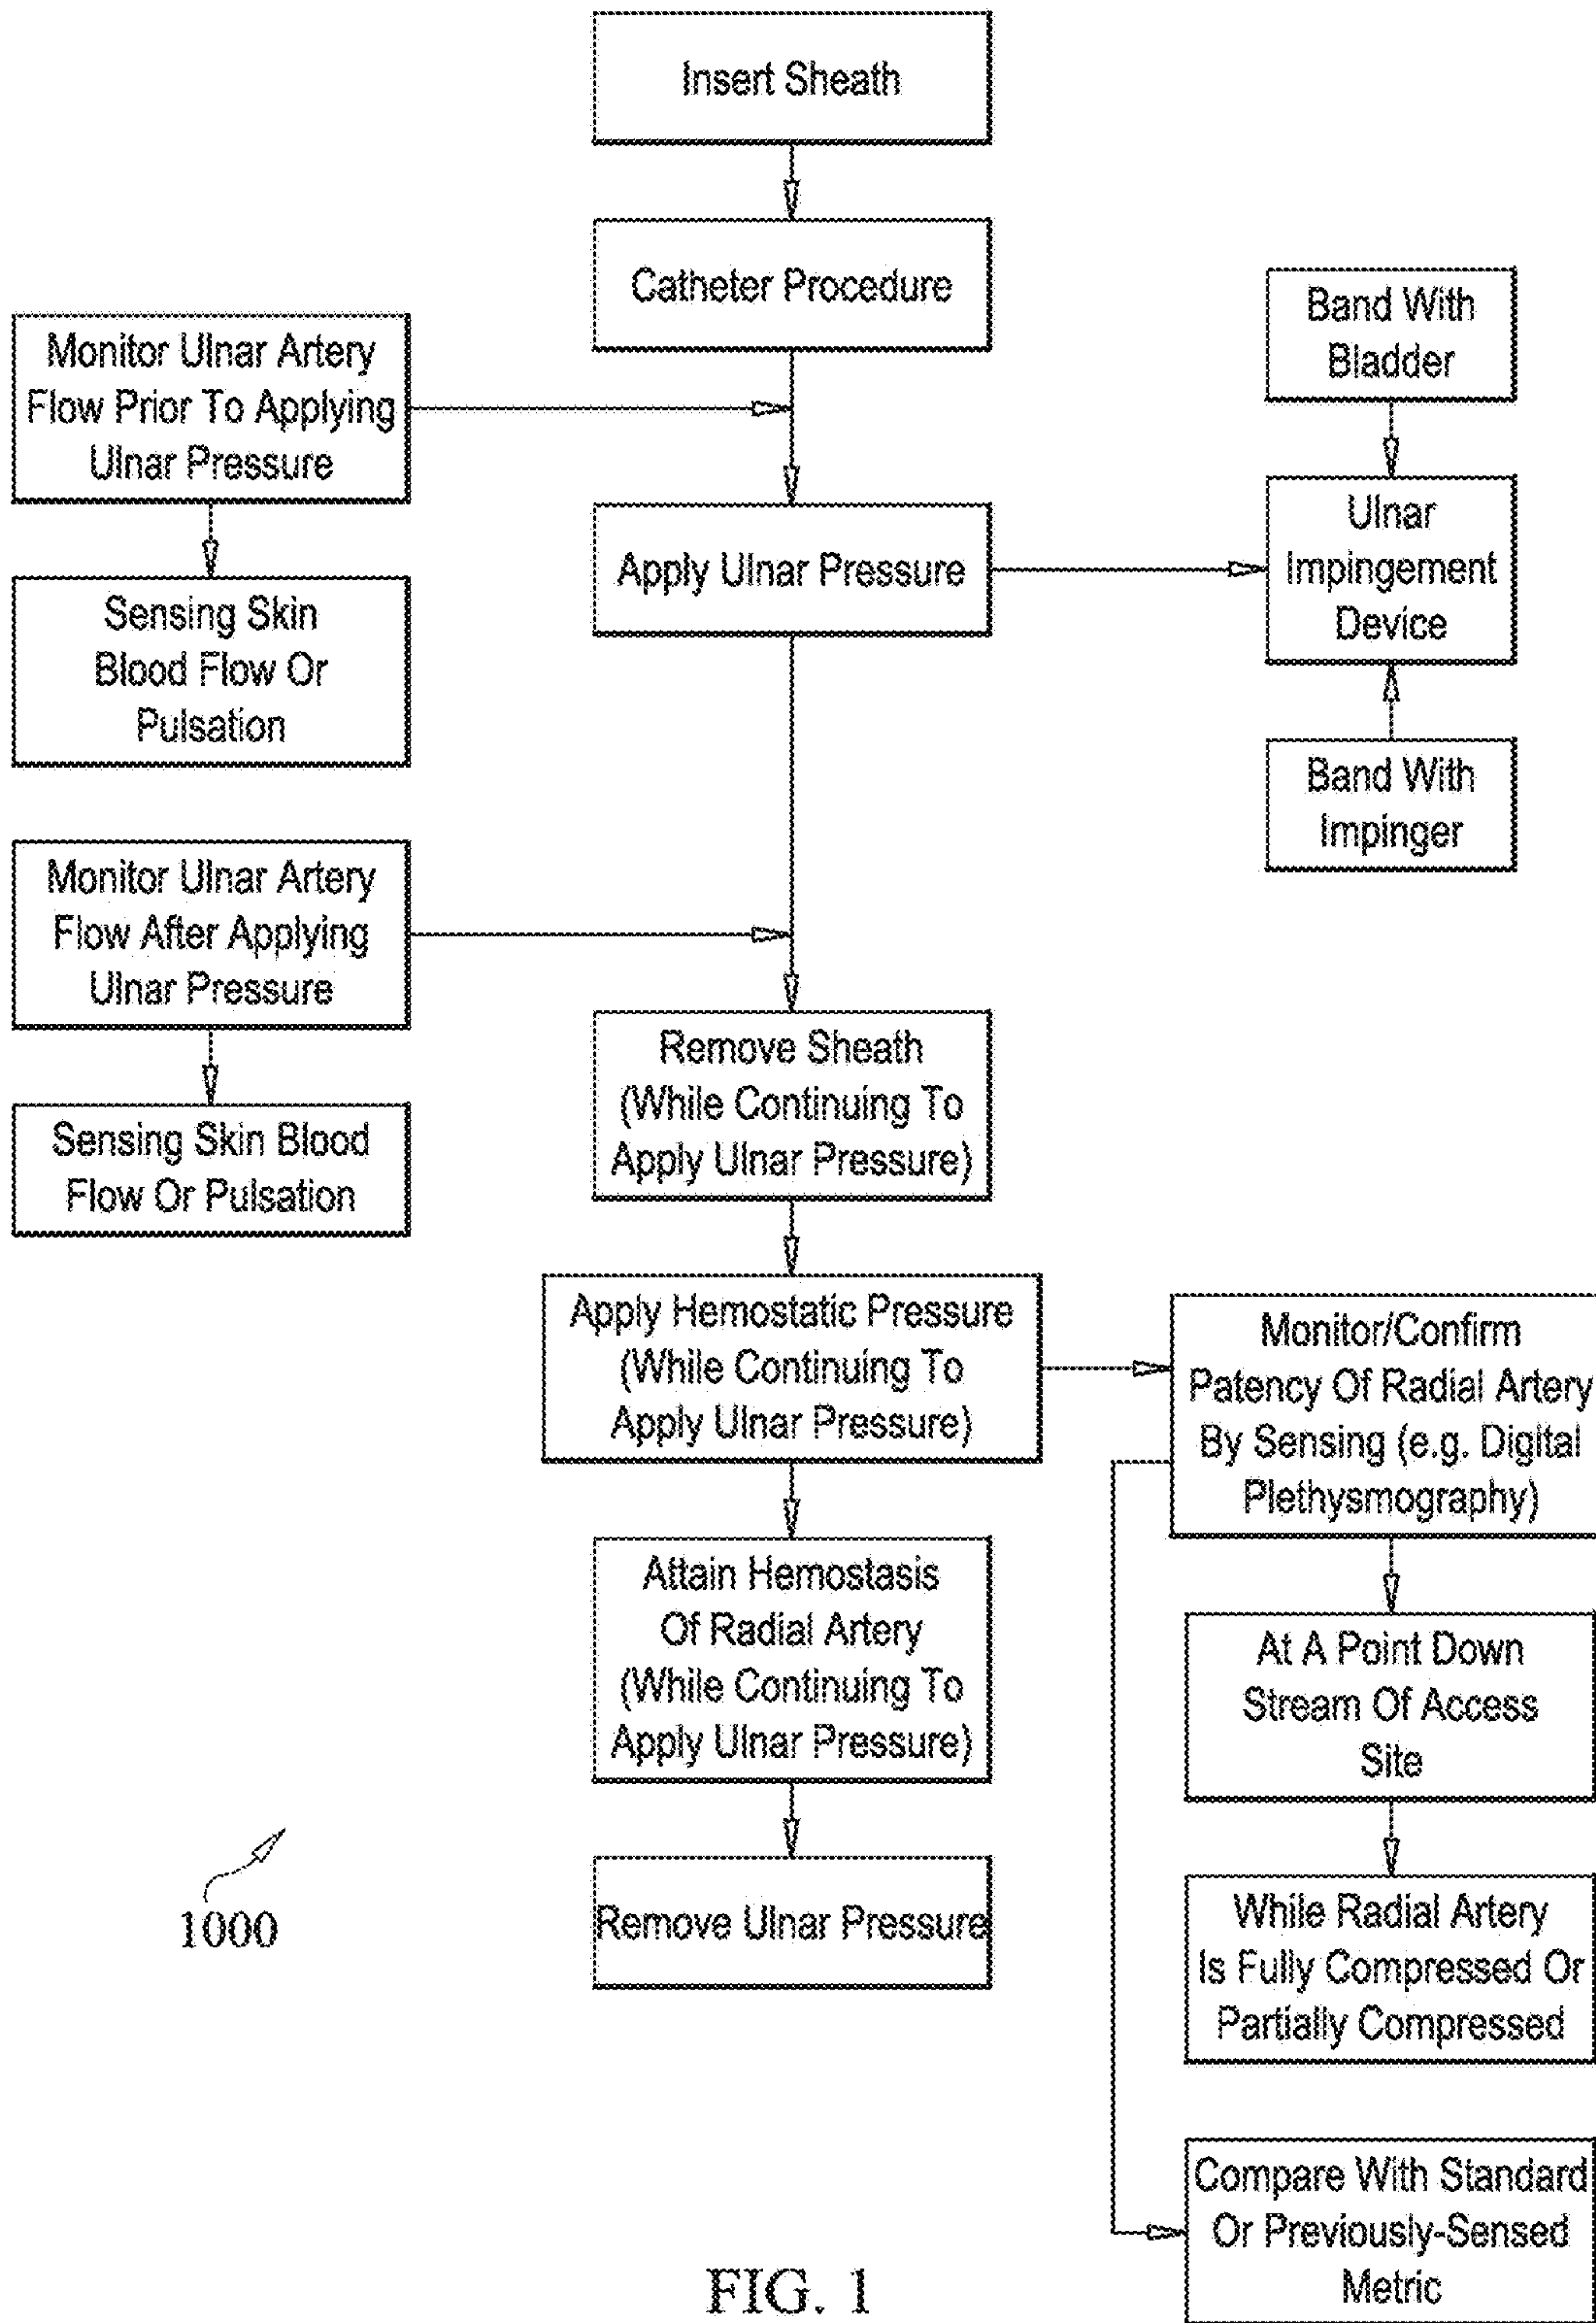 Insert Sheath
Catheter Procedure
Band With
Bladder
Monitor Ulnar Artery
Flow Prior To Applying
Ulnar Pressure
Ulnar
Impingement
Device
Apply Ulnar Pressure
Sensing Skin
Blood Flow Or
Pulsation
Band With
Impinger
Monitor Ulnar Artery
Flow After Applying
Ulnar Pressure
Remove Sheath
(While Continuing To
Apply Ulnar Pressure)
Sensing Skin Blood
Flow Or Pulsation
Apply Hemostatic Pressure
(While Continuing To
Apply Ulnar Pressure)
Monitor/Confirm
Patency Of Radial Artery
By Sensing (e.g. Digital
Plethysmography)
Attain Hemostasis
Of Radial Artery
(While Continuing To
Apply Ulnar Pressure)
At A Point Down
Stream Of Access
Site
Remove Ulnar Pressure
While Radial Artery
Is Fully Compressed Or
Partially Compressed
1000
Compare With Standard
Or Previously-Sensed
Metric
FIG. 1